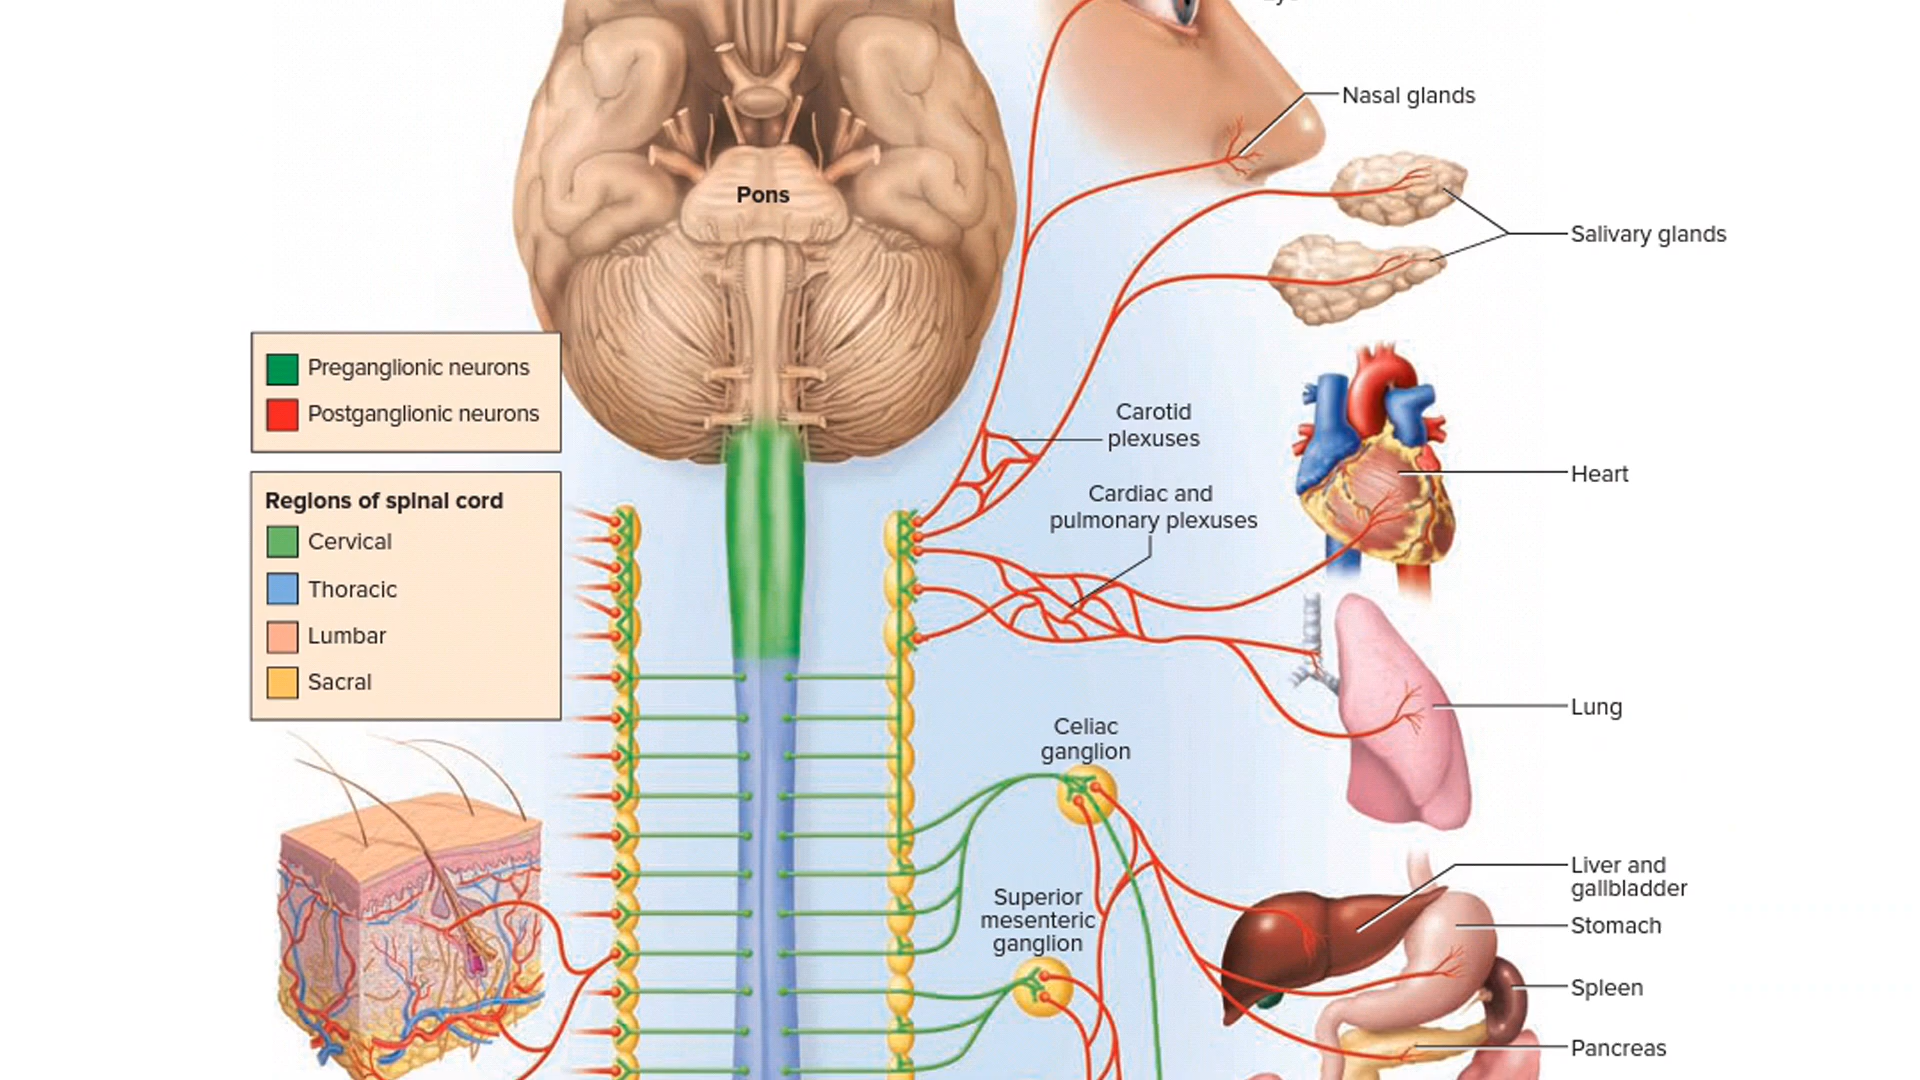 Nasal glands
Pons
Salivary glands
Preganglionic neurons
Postganglionic neurons
Carotid
plexuses
Heart
Cardiac and
pulmonary plexuses
Regions of spinal cord
Cervical
Thoracic
Lumbar
Sacral
Lung
Celiac
ganglion
Liver and
gallbladder
Superior
mesenteric
ganglion
Stomach
Spleen
Pancreas